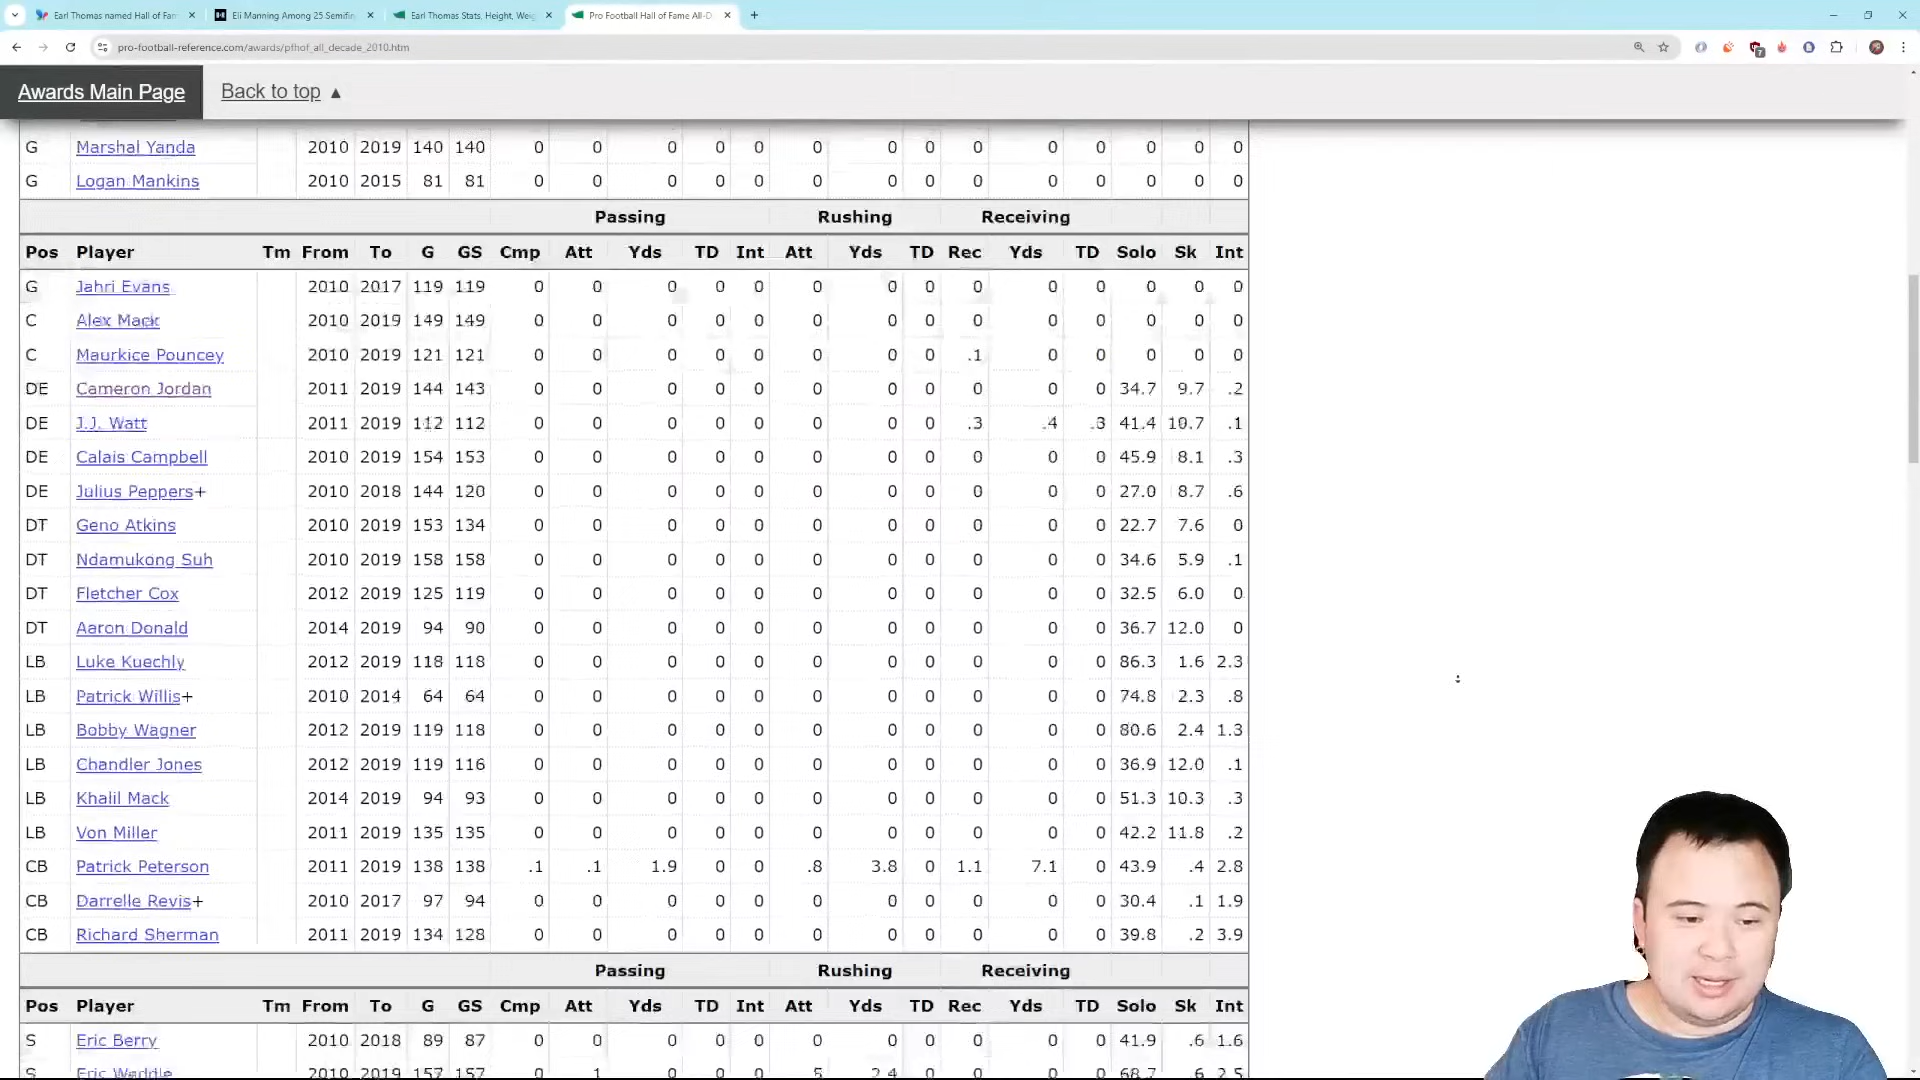 Earl Thomas named Hall of Fam
Eli Manning Among 25 Semifin
Earl Thomas Stats, Height, Weig
Pro Football Hall of Fame All-D
pro-football-reference.com/awards/pfhof_all_decade_2010.htm
7
Awards Main Page Back to top ▲
G Marshal Yanda 2010 2019 140 140 0 0 0 0 0 0 0 0 0 0 0 0 0 0
G Logan Mankins 2010 2015 81 81 0 0 0 0 0 0 0 0 0 0 0 0 0 0
Passing Rushing Receiving
Pos Player Tm From To G GS Cmp Att Yds TD Int Att Yds TD Rec Yds TD Solo Sk Int
G Jahri Evans 2010 2017 119 119 0 0 0 0 0 0 0 0 0 0 0 0 0 0
C Alex Mack 2010 2019 149 149 0 0 0 0 0 0 0 0 0 0 0 0 0 0
C Maurkice Pouncey 2010 2019 121 121 0 0 0 0 0 0 0 0 .1 0 0 0 0 0
DE Cameron Jordan 2011 2019 144 143 0 0 0 0 0 0 0 0 0 0 0 34.7 9.7 .2
DE J.J. Watt 2011 2019 112 112 0 0 0 0 0 0 0 0 .3 .4 .3 41.4 10.7 .1
DE Calais Campbell 2010 2019 154 153 0 0 0 0 0 0 0 0 0 0 0 45.9 8.1 .3
DE Julius Peppers+ 2010 2018 144 120 0 0 0 0 0 0 0 0 0 0 0 27.0 8.7 .6
DT Geno Atkins 2010 2019 153 134 0 0 0 0 0 0 0 0 0 0 0 22.7 7.6 0
DT Ndamukong Suh 2010 2019 158 158 0 0 0 0 0 0 0 0 0 0 0 34.6 5.9 .1
DT Fletcher Cox 2012 2019 125 119 0 0 0 0 0 0 0 0 0 0 0 32.5 6.0 0
DT Aaron Donald 2014 2019 94 90 0 0 0 0 0 0 0 0 0 0 0 36.7 12.0 0
LB Luke Kuechly 2012 2019 118 118 0 0 0 0 0 0 0 0 0 0 0 86.3 1.6 2.3
LB Patrick Willis+ 2010 2014 64 64 0 0 0 0 0 0 0 0 0 0 0 74.8 2.3 .8
LB Bobby Wagner 2012 2019 119 118 0 0 0 0 0 0 0 0 0 0 0 80.6 2.4 1.3
LB Chandler Jones 2012 2019 119 116 0 0 0 0 0 0 0 0 0 0 0 36.9 12.0 .1
LB Khalil Mack 2014 2019 94 93 0 0 0 0 0 0 0 0 0 0 0 51.3 10.3 .3
LB Von Miller 2011 2019 135 135 0 0 0 0 0 0 0 0 0 0 0 42.2 11.8 .2
CB Patrick Peterson 2011 2019 138 138 .1 .1 1.9 0 0 .8 3.8 0 1.1 7.1 0 43.9 .4 2.8
CB Darrelle Revis+ 2010 2017 97 94 0 0 0 0 0 0 0 0 0 0 0 30.4 .1 1.9
CB Richard Sherman 2011 2019 134 128 0 0 0 0 0 0 0 0 0 0 0 39.8 .2 3.9
Passing Rushing Receiving
Pos Player Tm From To G GS Cmp Att Yds TD Int Att Yds TD Rec Yds TD Solo Sk Int
S Eric Berry 2010 2018 89 87 0 0 0 0 0 0 0 0 0 0 0 41.9 .6 1.6
S Eric Weddle 2010 2019 157 157 0 .1 0 0 0 .5 2.4 0 0 0 0 68.7 .6 2.5